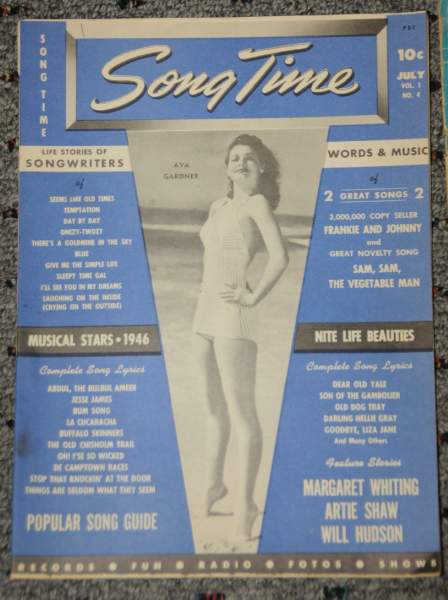 PDC
SONG TIME
Song Time
10¢
JULY
VOL. 1
NO. 4
LIFE STORIES OF
SONGWRITERS
of
SEEMS LIKE OLD TIMES
TEMPTATION
DAY BY DAY
ONEZY-TWOZY
THERE'S A GOLDMINE IN THE SKY
BLUE
GIVE ME THE SIMPLE LIFE
SLEEPY TIME GAL
I'LL SEE YOU IN MY DREAMS
LAUGHING ON THE INSIDE
(CRYING ON THE OUTSIDE)
AVA
GARDNER
WORDS & MUSIC
of
2 GREAT SONGS 2
2,000,000 COPY SELLER
FRANKIE AND JOHNNY
and
GREAT NOVELTY SONG
SAM, SAM,
THE VEGETABLE MAN
MUSICAL STARS • 1946
Complete Song Lyrics
ABDUL, THE BULBUL AMEER
JESSE JAMES
BUM SONG
LA CUCARACHA
BUFFALO SKINNERS
THE OLD CHISHOLM TRAIL
OH! I'SE SO WICKED
DE CAMPTOWN RACES
STOP THAT KNOCKIN' AT THE DOOR
THINGS ARE SELDOM WHAT THEY SEEM
POPULAR SONG GUIDE
NITE LIFE BEAUTIES
Complete Song Lyrics
DEAR OLD YALE
SON OF THE GAMBOLIER
OLD DOG TRAY
DARLING NELLIE GRAY
GOODBYE, LIZA JANE
And Many Others
Feature Stories
MARGARET WHITING
ARTIE SHAW
WILL HUDSON
RECORDS • FUN • RADIO • FOTOS • SHOWS